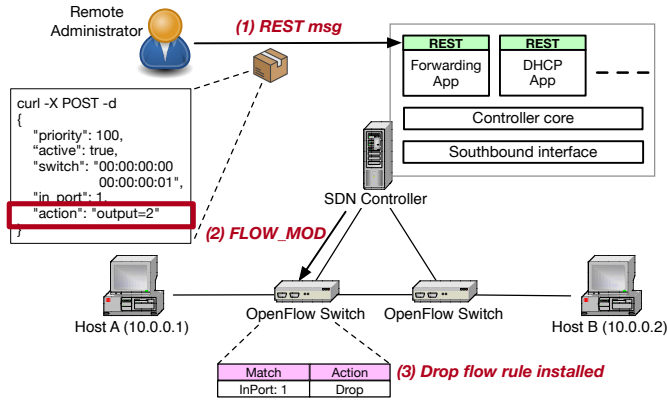 Remote
Administrator
(1) REST msg
REST
Forwarding
App
REST
DHCP
App
Controller core
Southbound interface
curl -X POST -d
{
"priority": 100,
"active": true,
"switch": "00:00:00:00
00:00:00:01",
"in_port": 1,
"action": "output=2"
}
SDN Controller
(2) FLOW_MOD
Host A (10.0.0.1)
OpenFlow Switch
OpenFlow Switch
Host B (10.0.0.2)
Match
Action
InPort: 1
Drop
(3) Drop flow rule installed